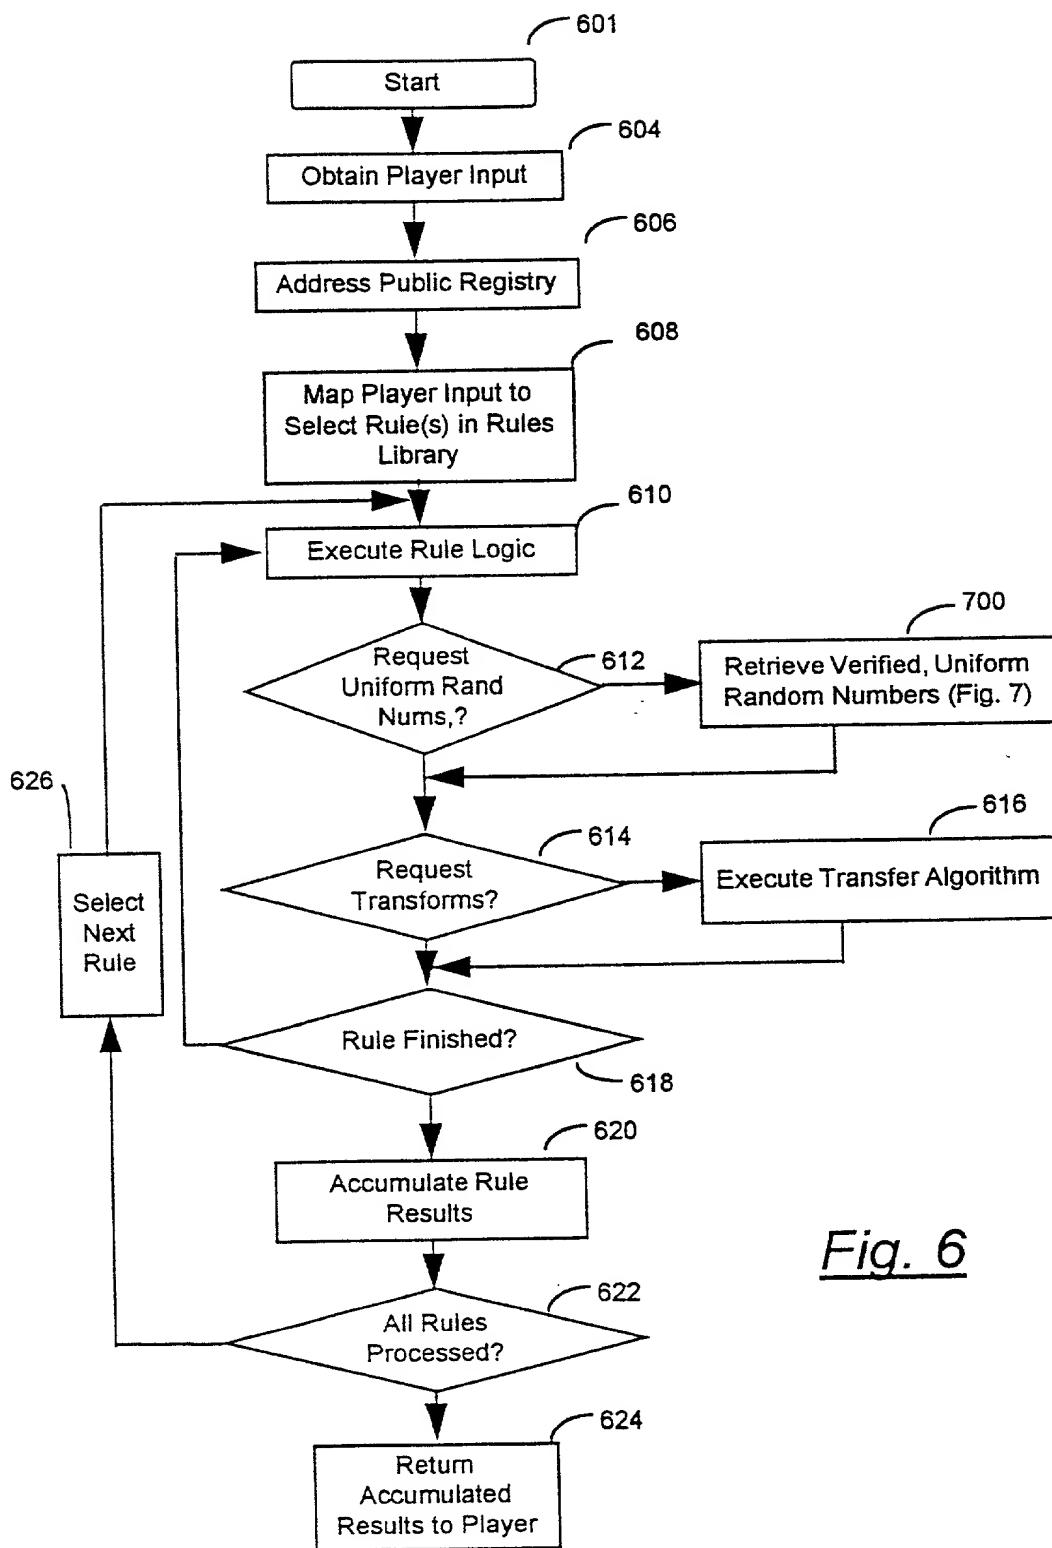 601
Start
604
Obtain Player Input
606
Address Public Registry
608
Map Player Input to
Select Rule(s) in Rules
Library
610
Execute Rule Logic
700
Request
Uniform Rand
Nums,?
612
Retrieve Verified, Uniform
Random Numbers (Fig. 7)
626
614
616
Request
Transforms?
Execute Transfer Algorithm
Select
Next
Rule
Rule Finished?
618
620
Accumulate Rule
Results
Fig. 6
622
All Rules
Processed?
624
Return
Accumulated
Results to Player